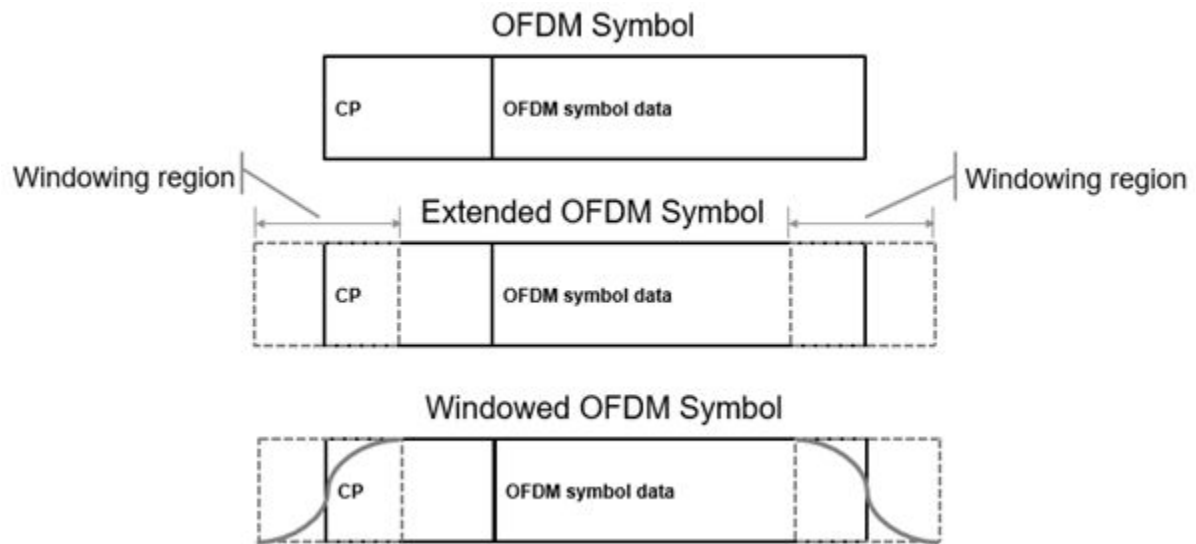 OFDM Symbol
CP
OFDM symbol data
Windowing region
Windowing region
Extended OFDM Symbol
CP
OFDM symbol data
Windowed OFDM Symbol
CP
OFDM symbol data